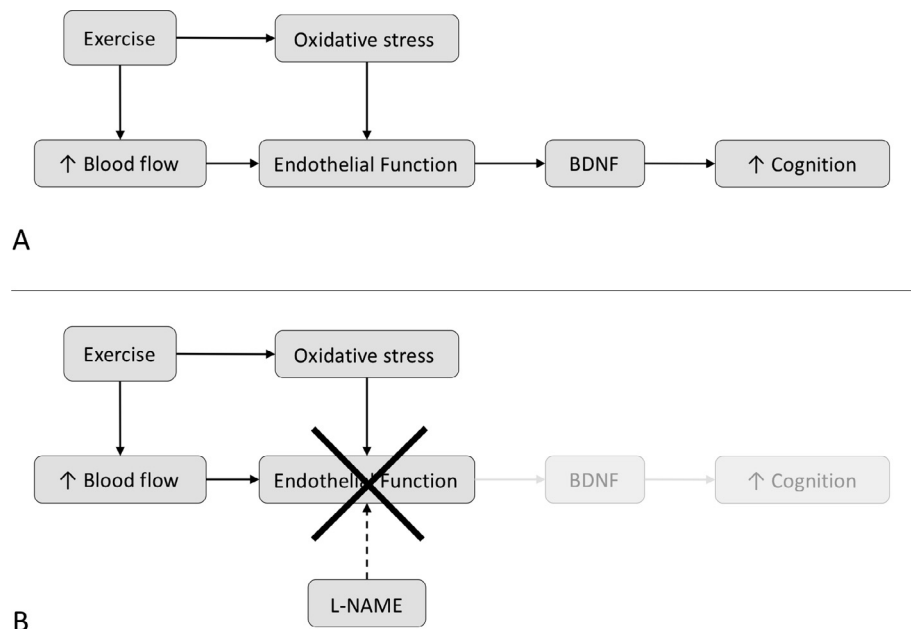 Exercise
Oxidative stress
↑ Blood flow
Endothelial Function
BDNF
↑ Cognition
A
Exercise
Oxidative stress
↑ Blood flow
Endothelial Function
BDNF
↑ Cognition
L-NAME
B